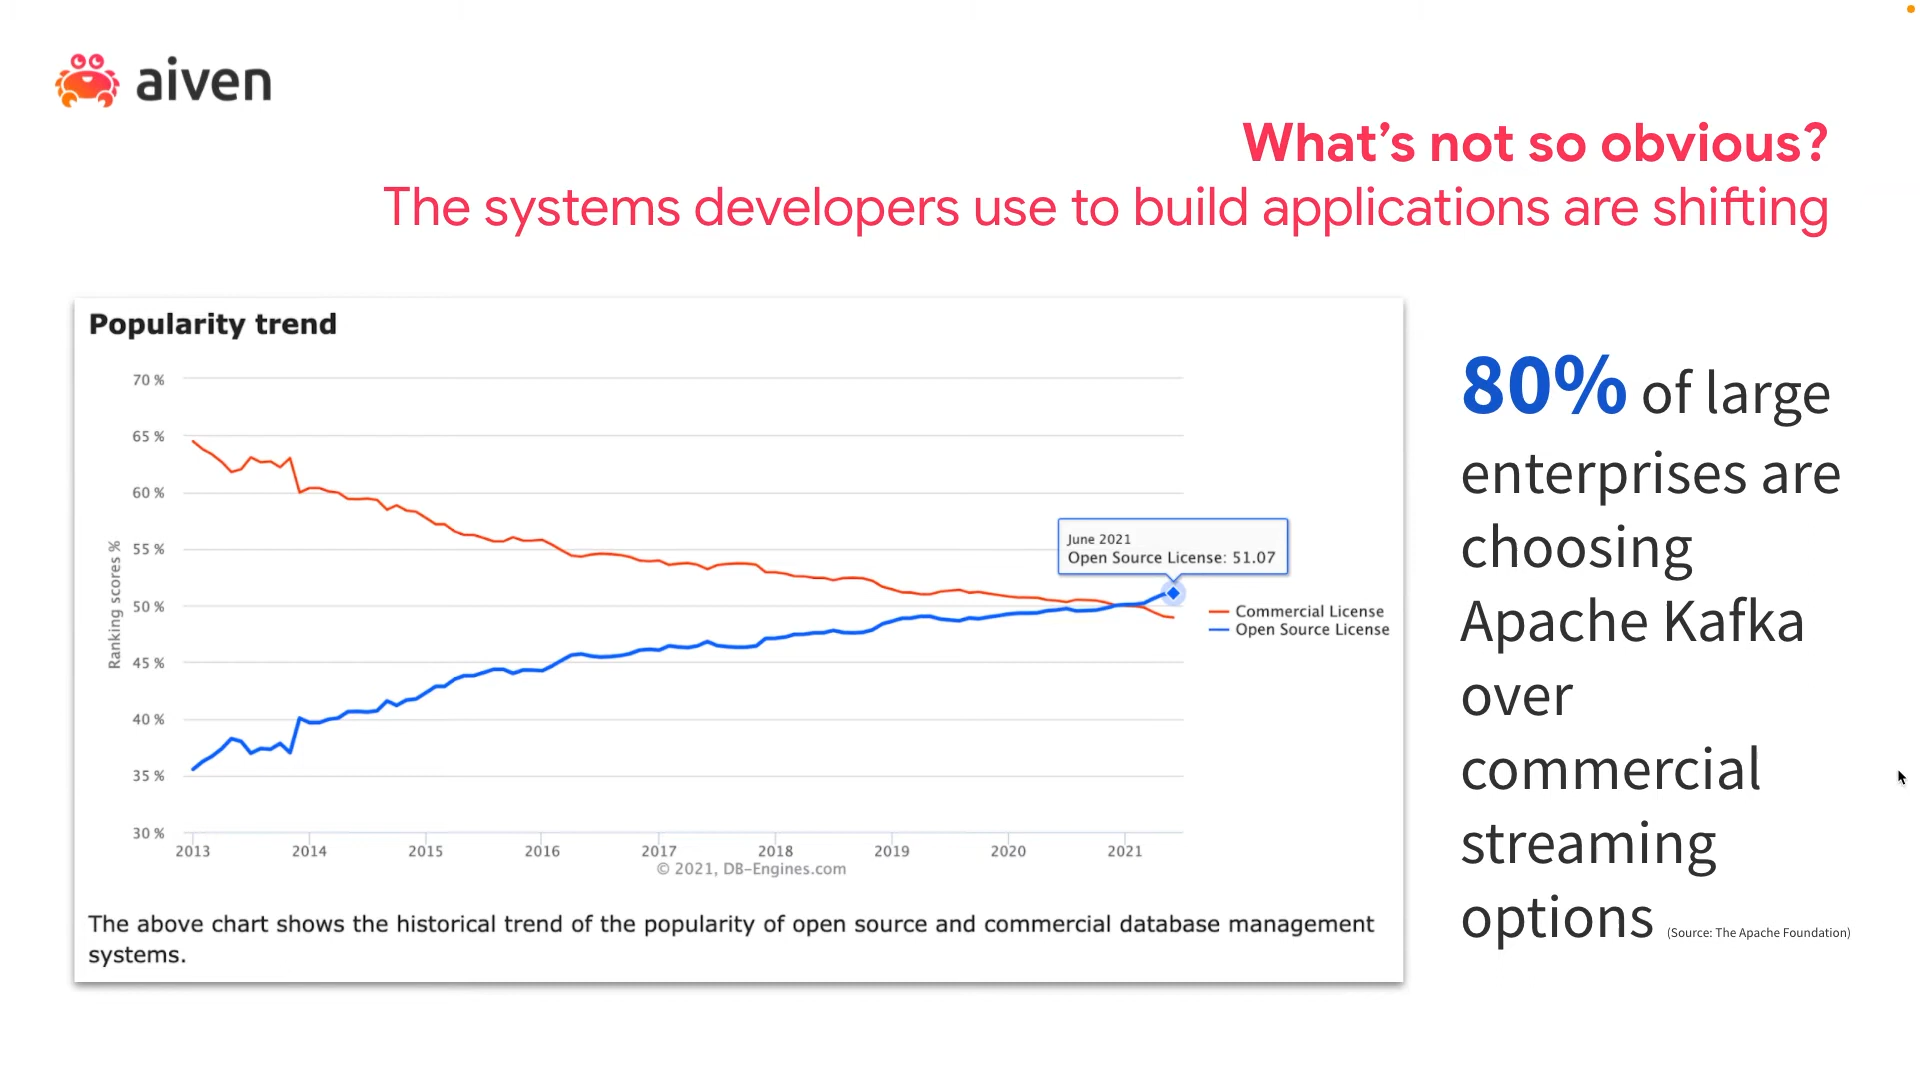 aiven
What’s not so obvious?
The systems developers use to build applications are shifting
Popularity trend
70 %
65 %
60 %
55 %
50 %
45 %
40 %
35 %
30 %
Ranking scores %
June 2021
Open Source License: 51.07
Commercial License
Open Source License
2013 2014 2015 2016 2017 2018 2019 2020 2021
© 2021, DB-Engines.com
The above chart shows the historical trend of the popularity of open source and commercial database management
systems.
80% of large
enterprises are
choosing
Apache Kafka
over
commercial
streaming
options (Source: The Apache Foundation)